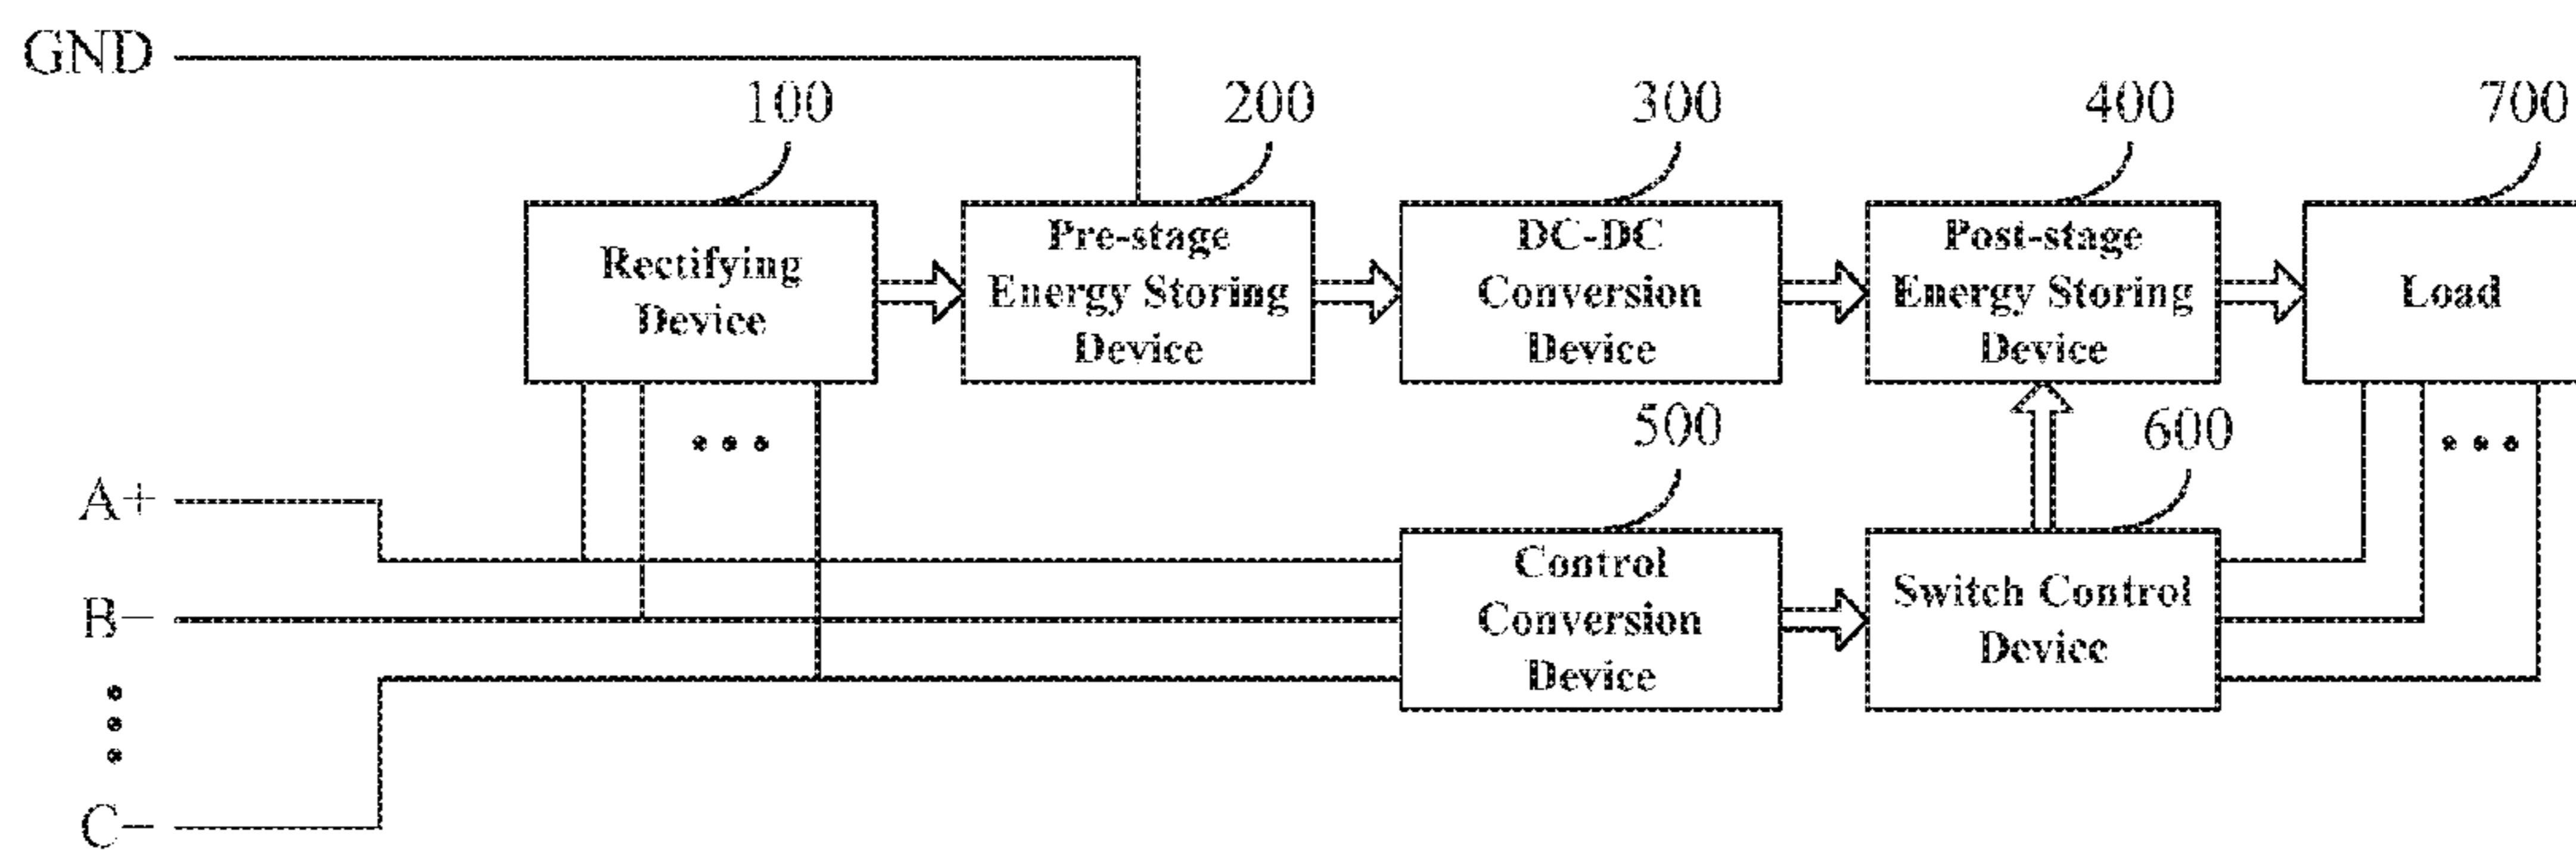 GND
100
200
300
400
700
Rectifying
Device
Pre-stage
Energy Storing
Device
DC-DC
Conversion
Device
Post-stage
Energy Storing
Device
Load
500
600
A+
B−
C−
Control
Conversion
Device
Switch Control
Device